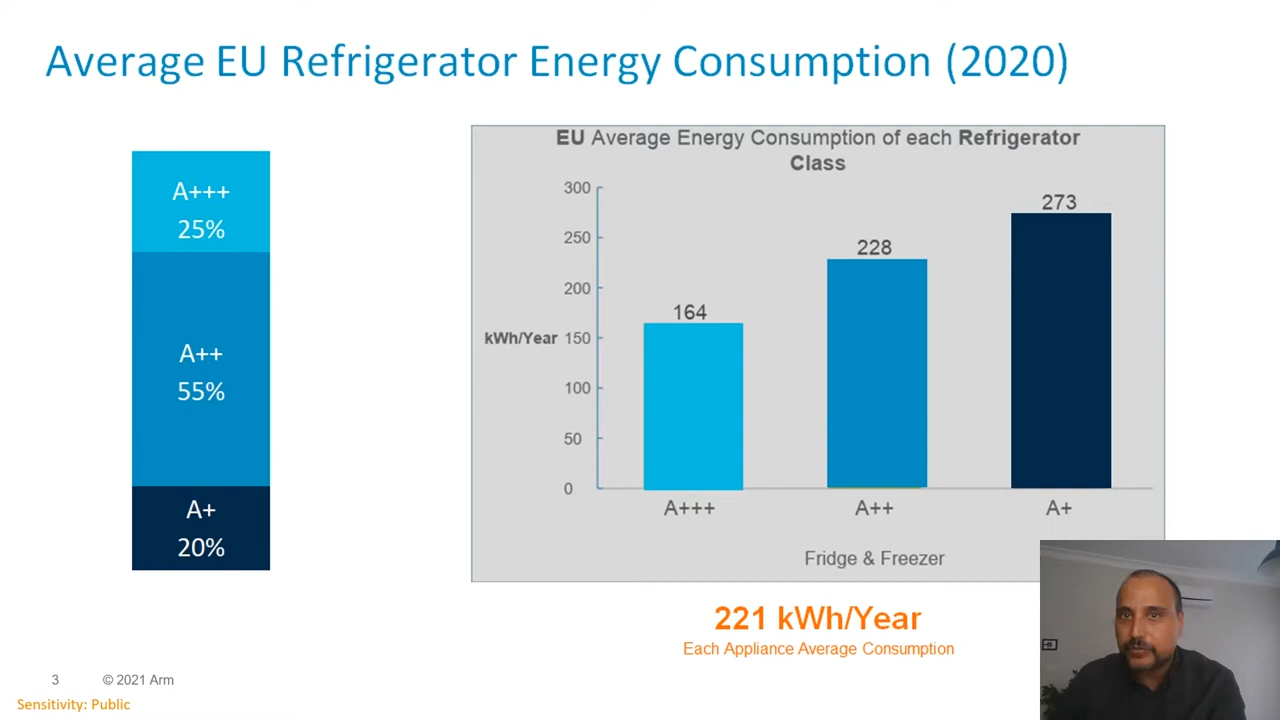 Average EU Refrigerator Energy Consumption (2020)
A+++
25%
A++
55%
A+
20%
EU Average Energy Consumption of each Refrigerator
Class
300
250
200
kWh/Year 150
100
50
0
164
228
273
A+++
A++
A+
Fridge & Freezer
221 kWh/Year
Each Appliance Average Consumption
3
© 2021 Arm
Sensitivity: Public